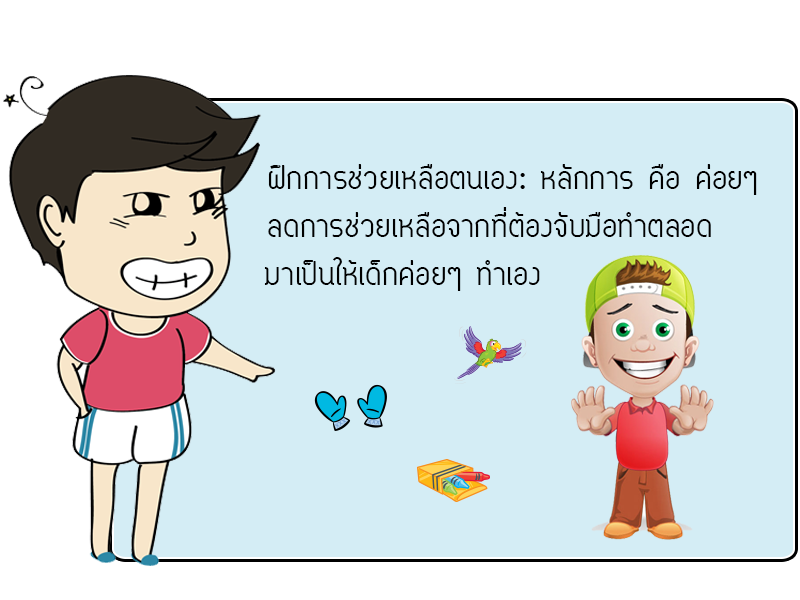 ฝึกการช่วยเหลือตนเอง: หลักการ คือ ค่อยๆ
ลดการช่วยเหลือจากที่ต้องจับมือทำตลอด
มาเป็นให้เด็กค่อยๆ ทำเอง